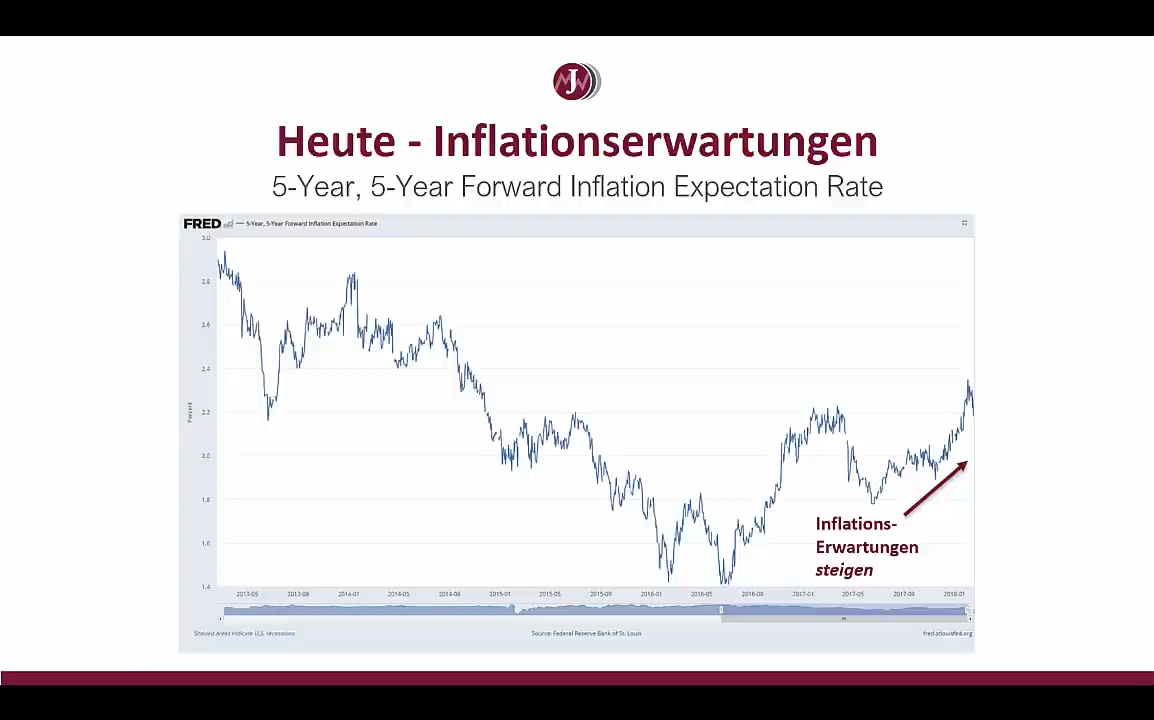 J
Heute - Inflationserwartungen
5-Year, 5-Year Forward Inflation Expectation Rate
FRED — 5-Year, 5-Year Forward Inflation Expectation Rate
3.0
2.8
2.6
2.4
2.2
2.0
1.8
1.6
1.4
Percent
Inflations-
Erwartungen
steigen
2013-05 2013-09 2014-01 2014-05 2014-09 2015-01 2015-05 2015-09 2016-01 2016-05 2016-09 2017-01 2017-05 2017-09 2018-01
Shaded areas indicate U.S. recessions Source: Federal Reserve Bank of St. Louis fred.stlouisfed.org